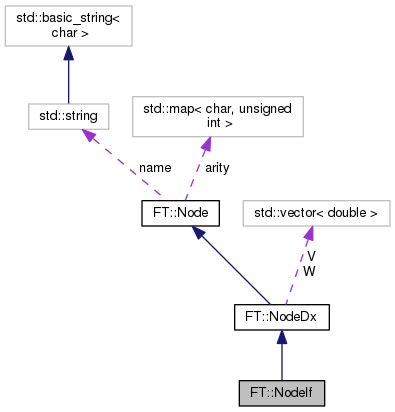 std::basic_string<
char >
std::string
std::map< char, unsigned
int >
name
arity
FT::Node
std::vector< double >
V
W
FT::NodeDx
FT::NodeIf